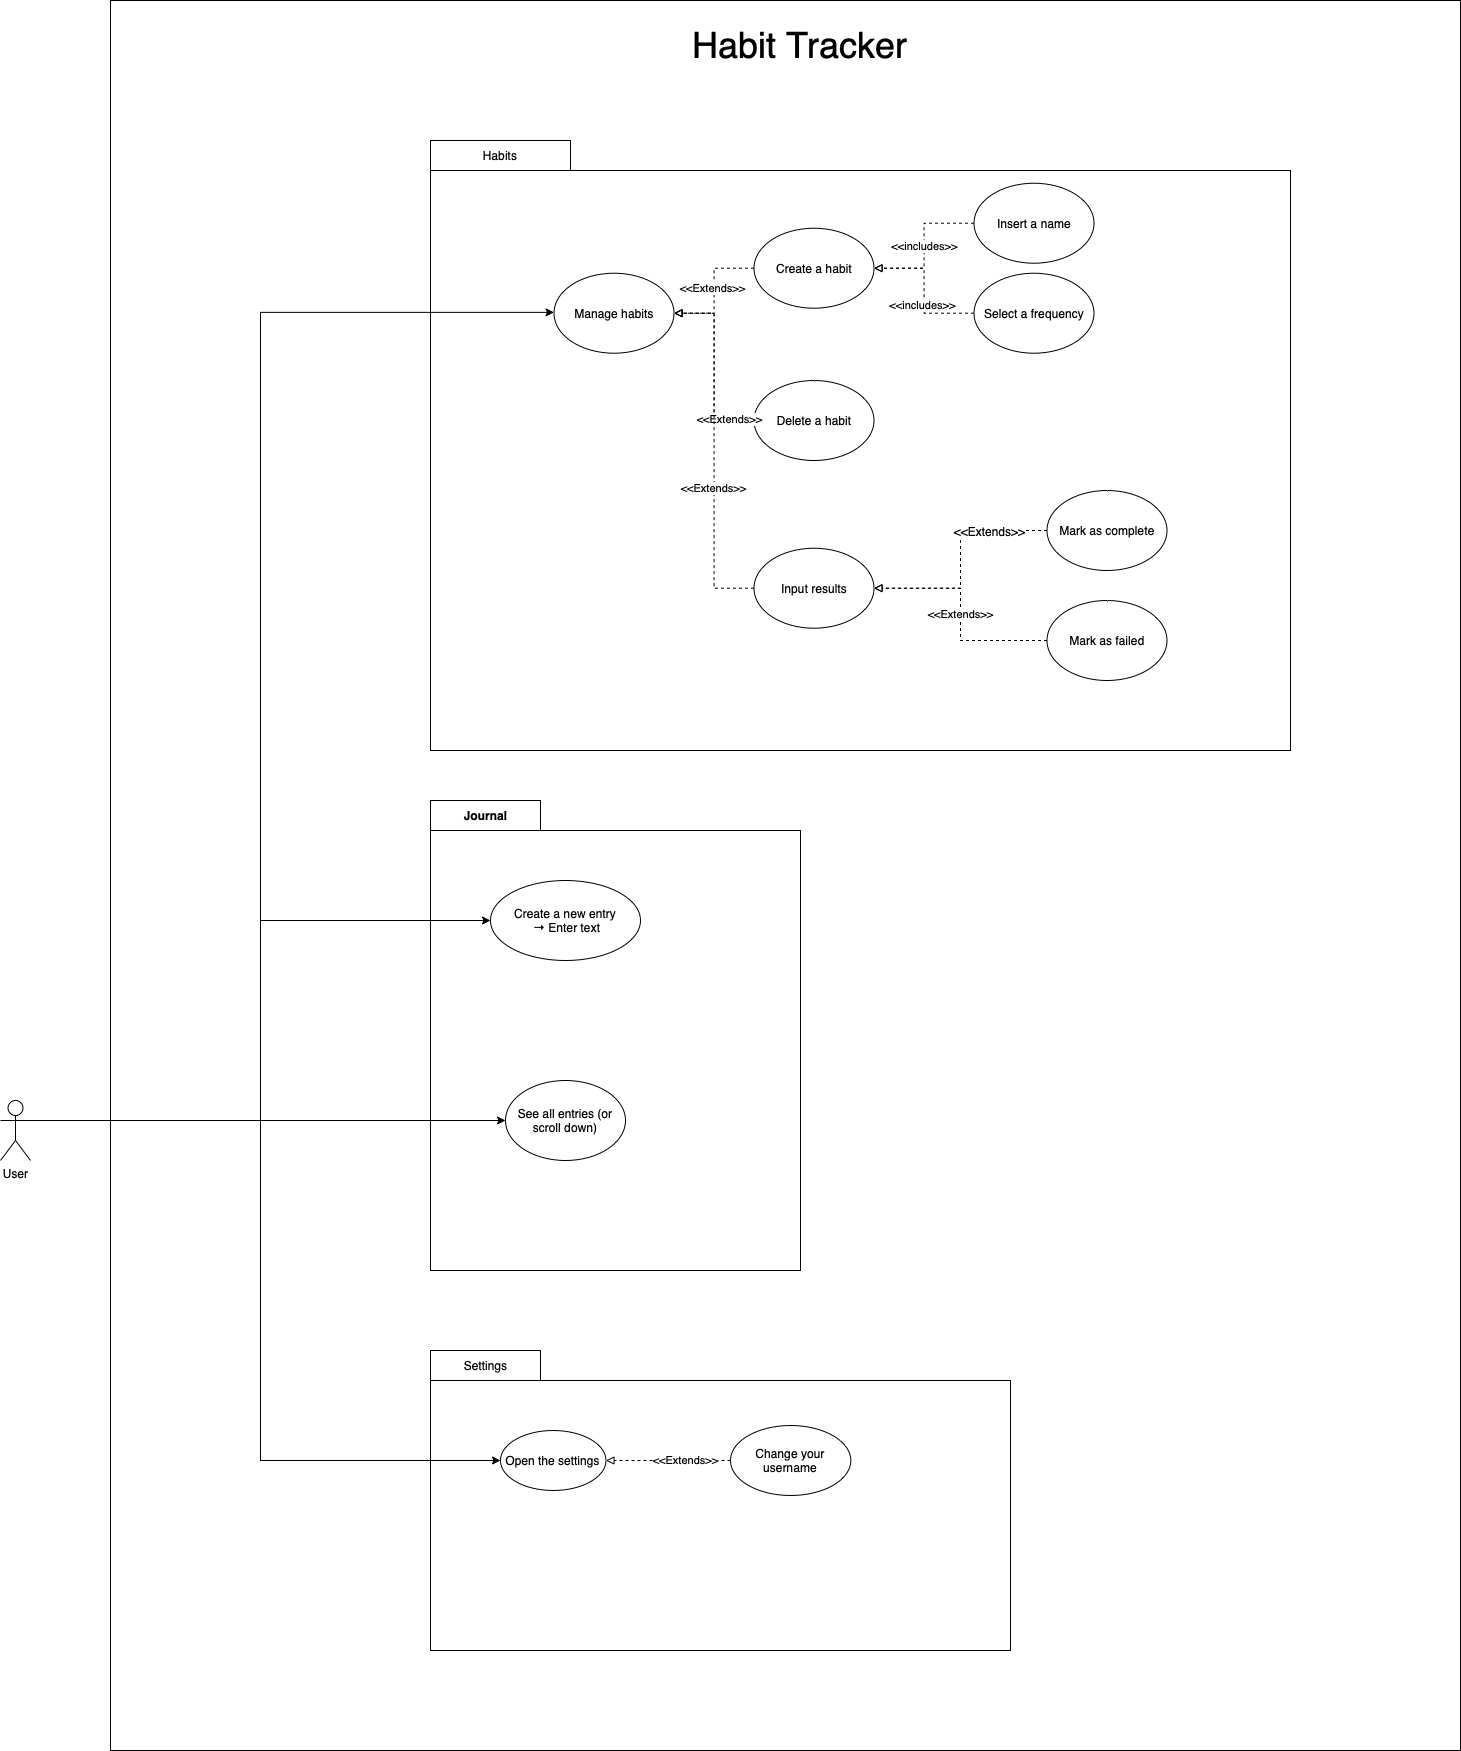 Habit Tracker
Habits
Insert a name
<<includes>>
Create a habit
<<Extends>>
<<includes>>
Manage habits
Select a frequency
<<Extends>>
Delete a habit
<<Extends>>
<<Extends>>
Mark as complete
Input results
<<Extends>>
Mark as failed
Journal
Create a new entry
→ Enter text
See all entries (or
scroll down)
User
Settings
Open the settings
<<Extends>>
Change your
username